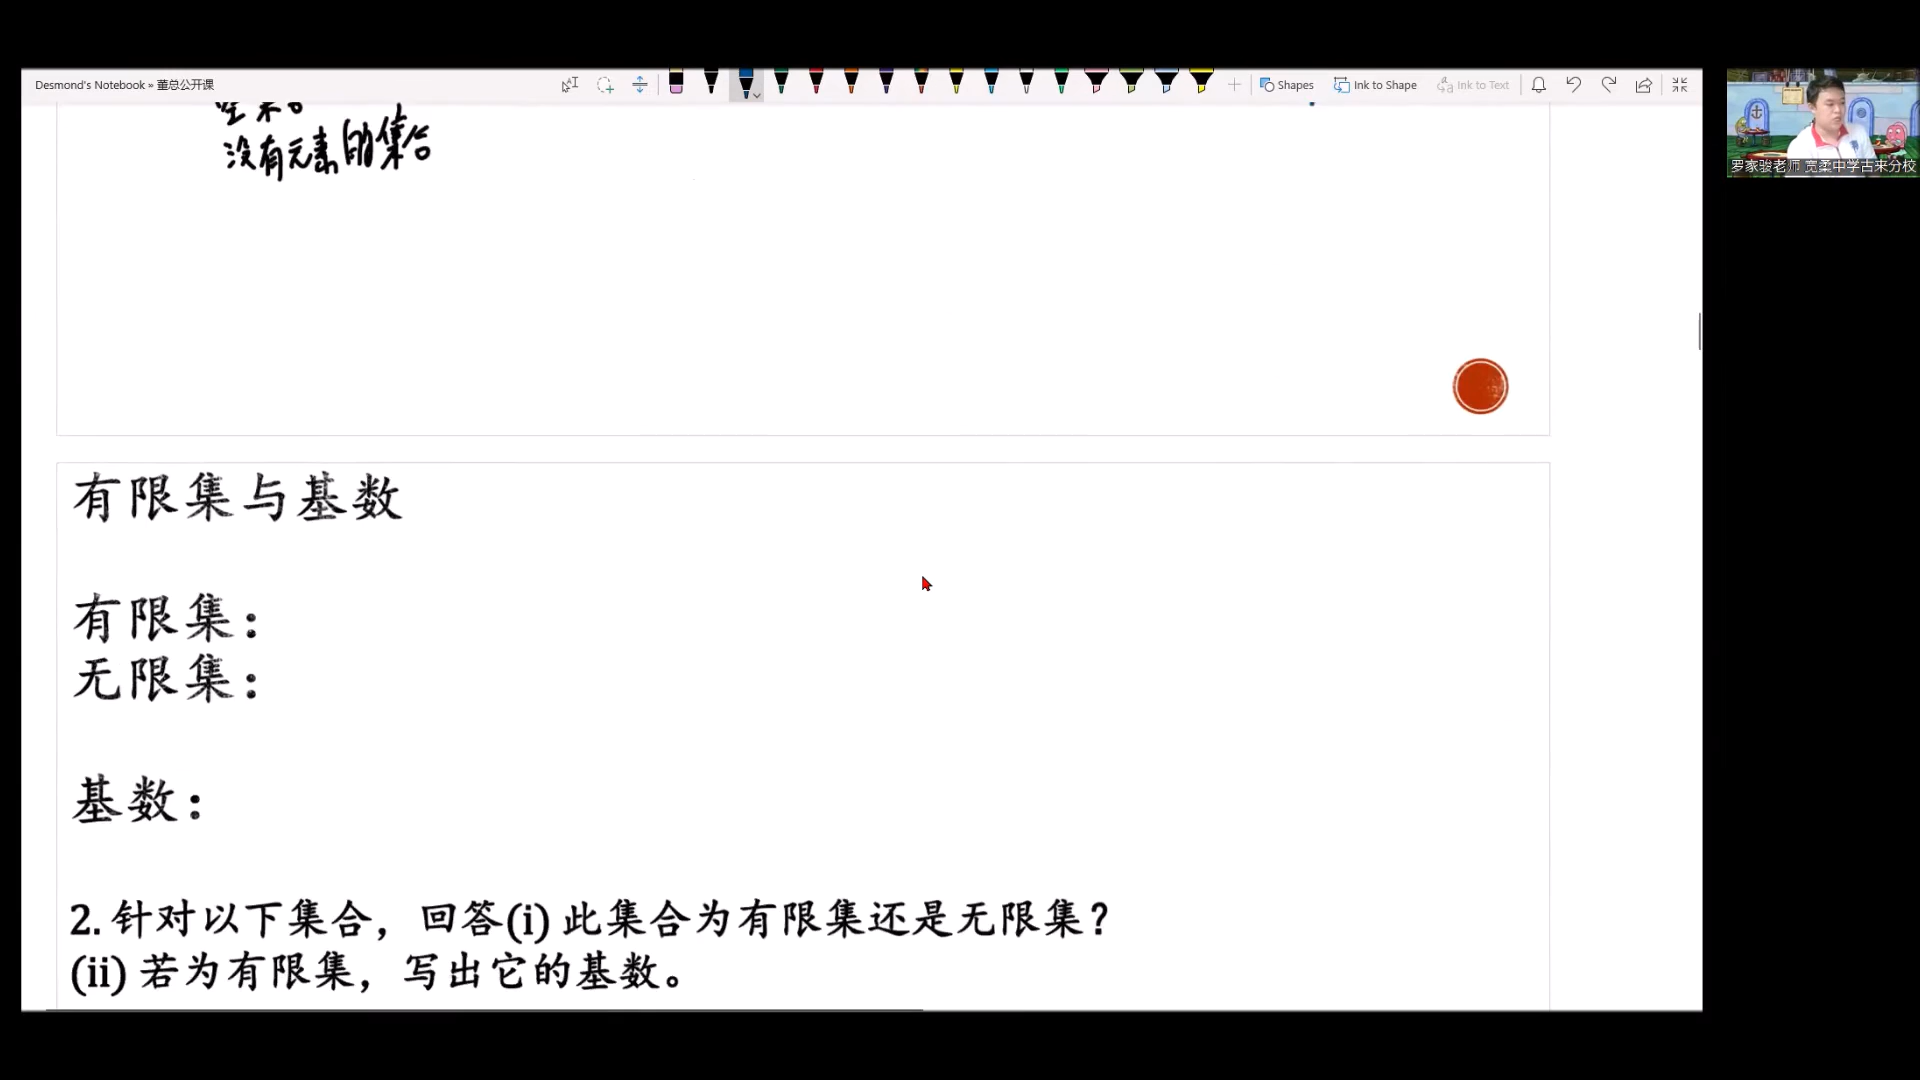 Desmond's Notebook » 董总公开课
Shapes
Ink to Shape
Ink to Text
罗家骏老师 宽柔中学古来分校
没有元素的集合
有限集与基数
有限集：
无限集：
基数：
2. 针对以下集合，回答(i) 此集合为有限集还是无限集？
(ii) 若为有限集，写出它的基数。